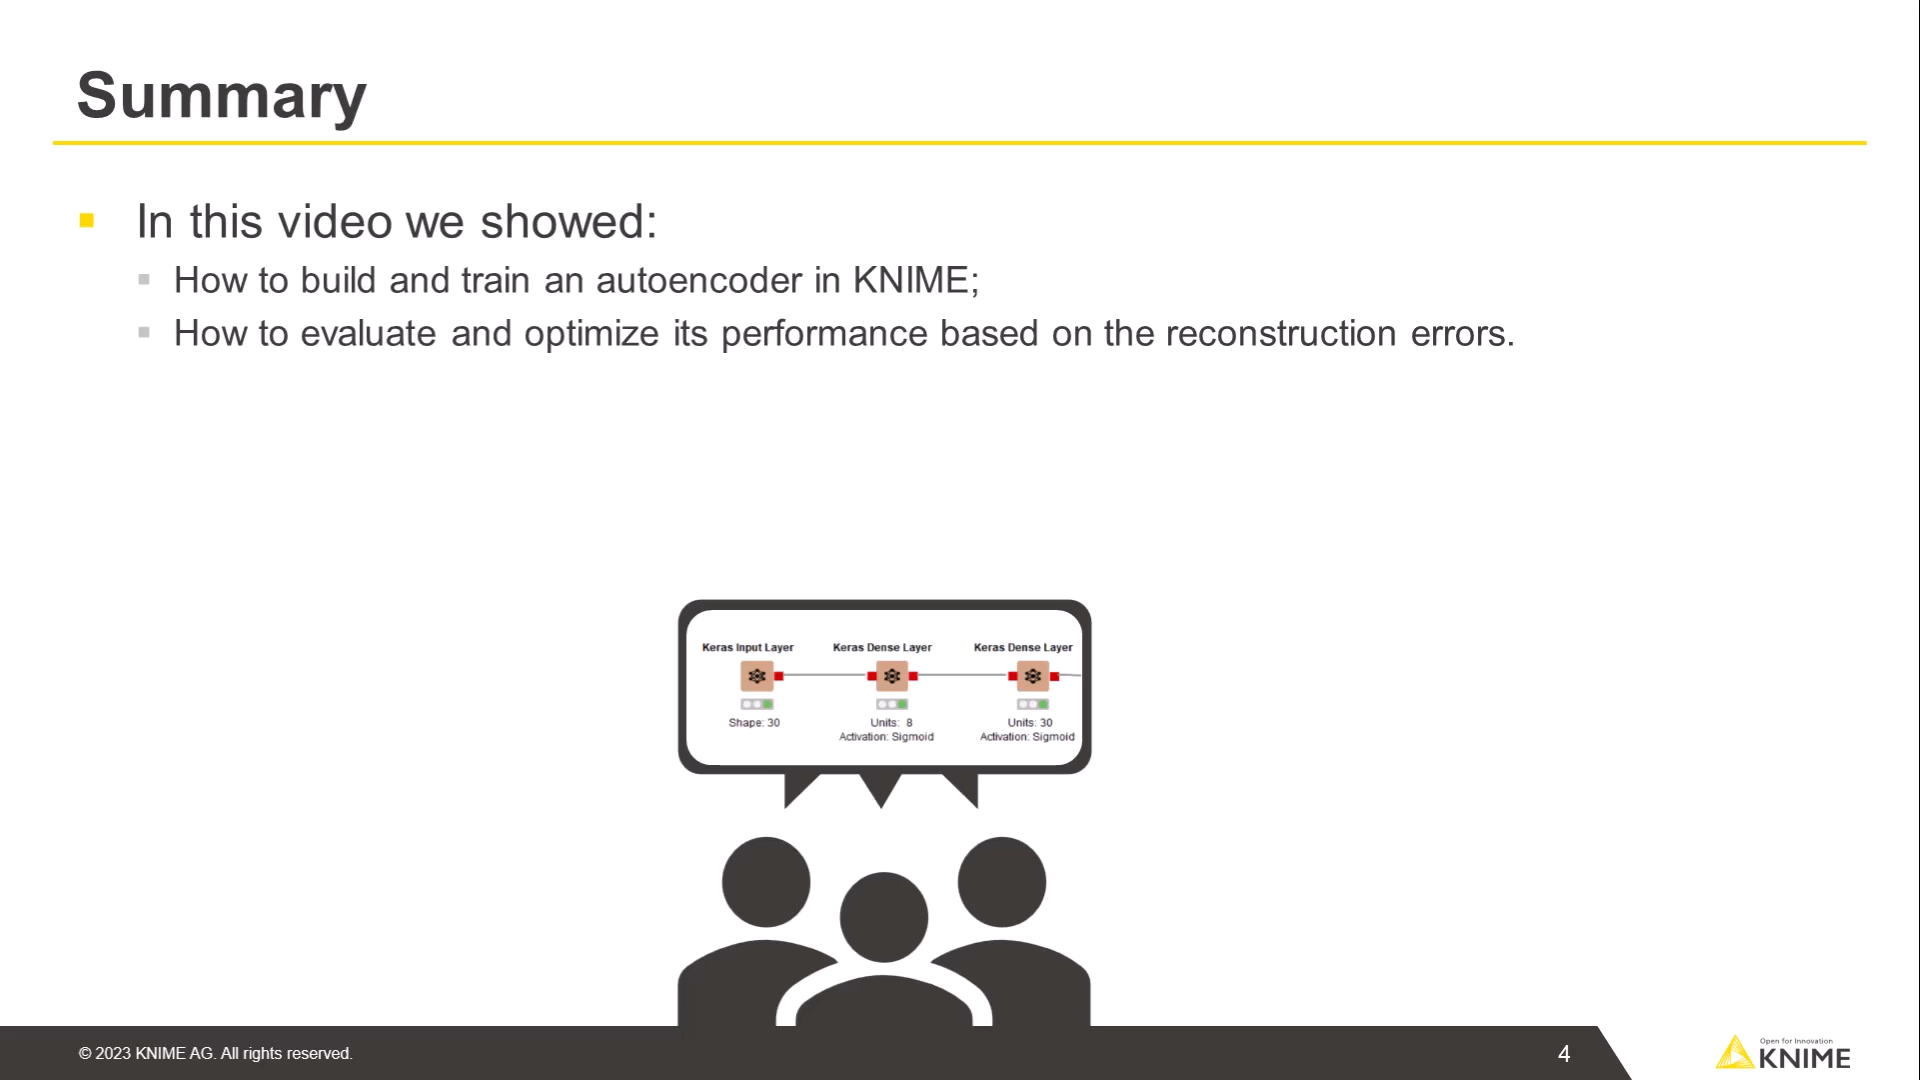 Summary
In this video we showed:
How to build and train an autoencoder in KNIME;
How to evaluate and optimize its performance based on the reconstruction errors.
Keras Input Layer Keras Dense Layer Keras Dense Layer
Shape: 30 Units: 8 Units: 30
Activation: Sigmoid Activation: Sigmoid
© 2023 KNIME AG. All rights reserved.
4
Open for Innovation
KNIME